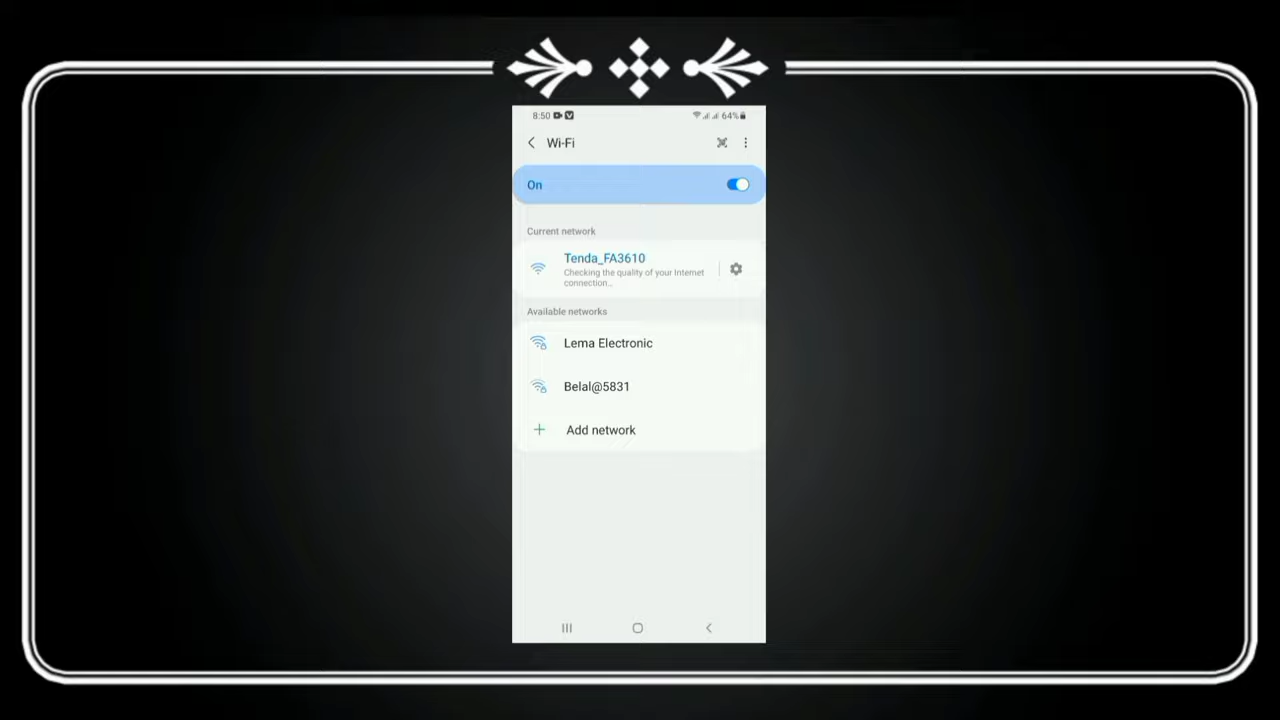 8:50 64%
Wi-Fi
On
Current network
Tenda_FA3610
Checking the quality of your Internet
connection...
Available networks
Lema Electronic
Belal@5831
Add network